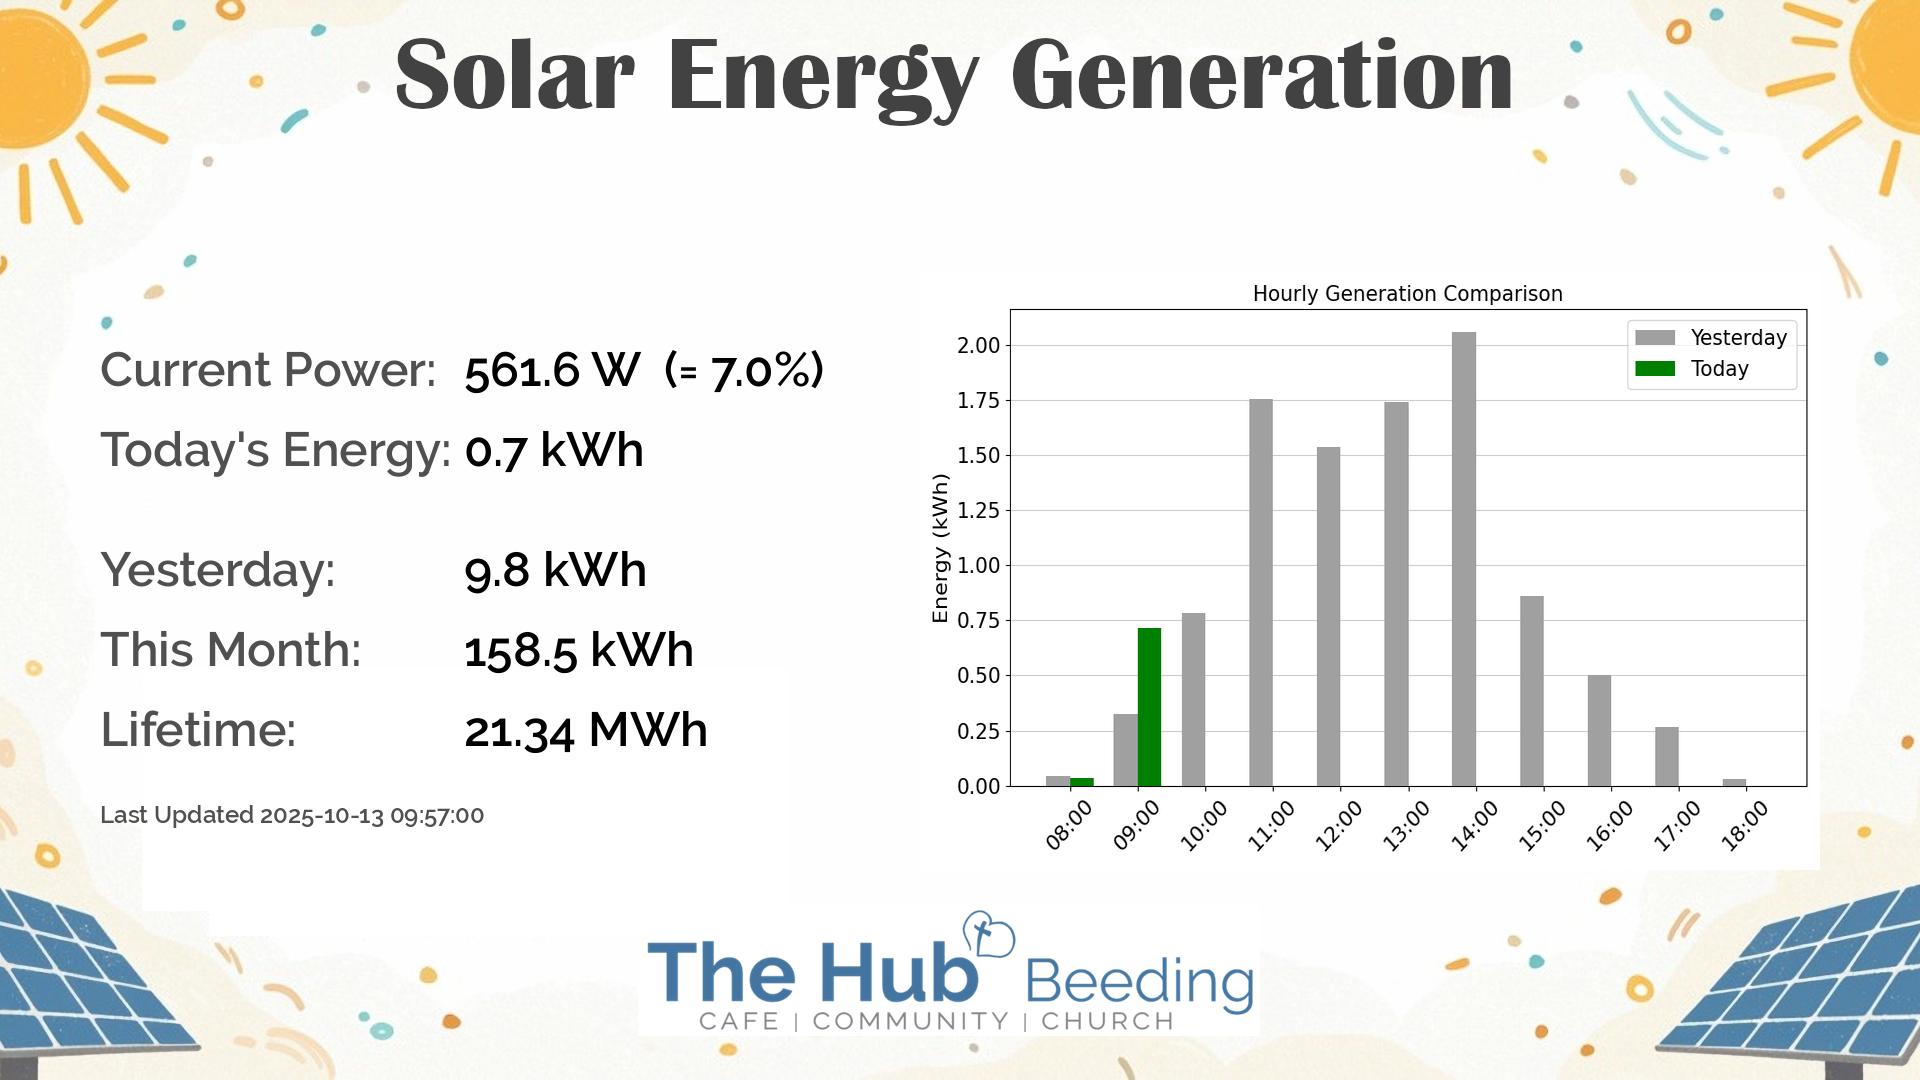 Solar Energy Generation
Current Power: 561.6 W (= 7.0%)
Today's Energy: 0.7 kWh
Yesterday: 9.8 kWh
This Month: 158.5 kWh
Lifetime: 21.34 MWh
Last Updated 2025-10-13 09:57:00
Hourly Generation Comparison
Yesterday
Today
Energy (kWh)
2.00
1.75
1.50
1.25
1.00
0.75
0.50
0.25
0.00
08:00 09:00 10:00 11:00 12:00 13:00 14:00 15:00 16:00 17:00 18:00
The Hub Beeding
CAFE | COMMUNITY | CHURCH